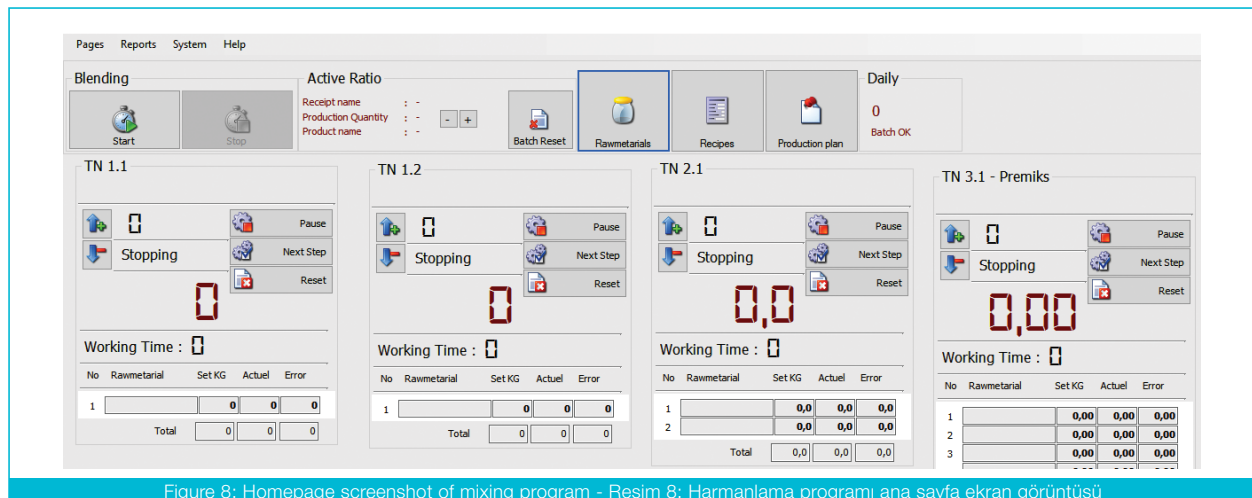 Pages Reports System Help
Blending
Start
Stop
Active Ratio
Receipt name : -
Production Quantity : -
Product name : -
- +
Batch Reset
Rawmetarials
Recipes
Production plan
Daily
0
Batch OK
TN 1.1
0
Stopping
Pause
Next Step
Reset
0
Working Time : 0
No Rawmetarial Set KG Actuel Error
1 0 0 0
Total 0 0 0
TN 1.2
0
Stopping
Pause
Next Step
Reset
0
Working Time : 0
No Rawmetarial Set KG Actuel Error
1 0 0 0
Total 0 0 0
TN 2.1
0
Stopping
Pause
Next Step
Reset
0,0
Working Time : 0
No Rawmetarial Set KG Actuel Error
1 0,0 0,0 0,0
2 0,0 0,0 0,0
Total 0,0 0,0 0,0
TN 3.1 - Premiks
0
Stopping
Pause
Next Step
Reset
0,00
Working Time : 0
No Rawmetarial Set KG Actuel Error
1 0,00 0,00 0,00
2 0,00 0,00 0,00
3 0,00 0,00 0,00
Figure 8: Homepage screenshot of mixing program - Resim 8: Harmanlama programı ana sayfa ekran görüntüsü